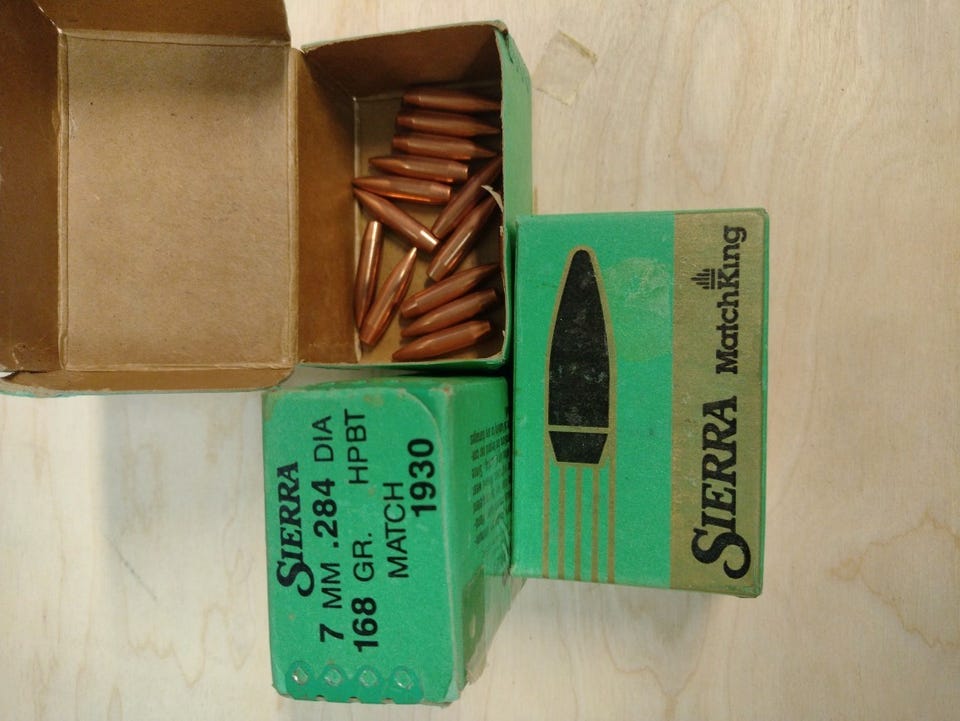 SIERRA
7 MM .284 DIA
168 GR. HPBT
MATCH
1930
SIERRA MatchKing